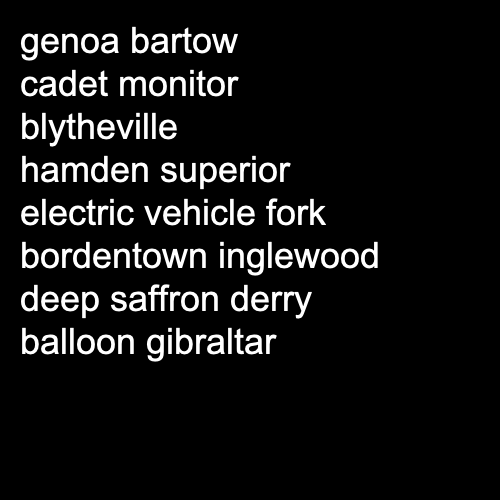 genoa bartow
cadet monitor
blytheville
hamden superior
electric vehicle fork
bordentown inglewood
deep saffron derry
balloon gibraltar